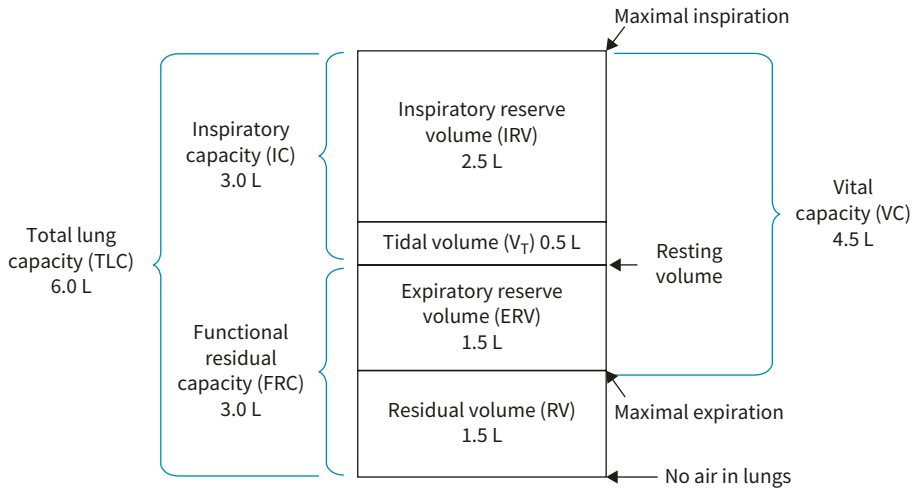 Maximal inspiration
Inspiratory reserve
volume (IRV)
2.5 L
Inspiratory
capacity (IC)
3.0 L
Vital
capacity (VC)
4.5 L
Total lung
capacity (TLC)
6.0 L
Tidal volume (VT) 0.5 L
Resting
volume
Expiratory reserve
volume (ERV)
1.5 L
Functional
residual
capacity (FRC)
3.0 L
Residual volume (RV)
1.5 L
Maximal expiration
No air in lungs